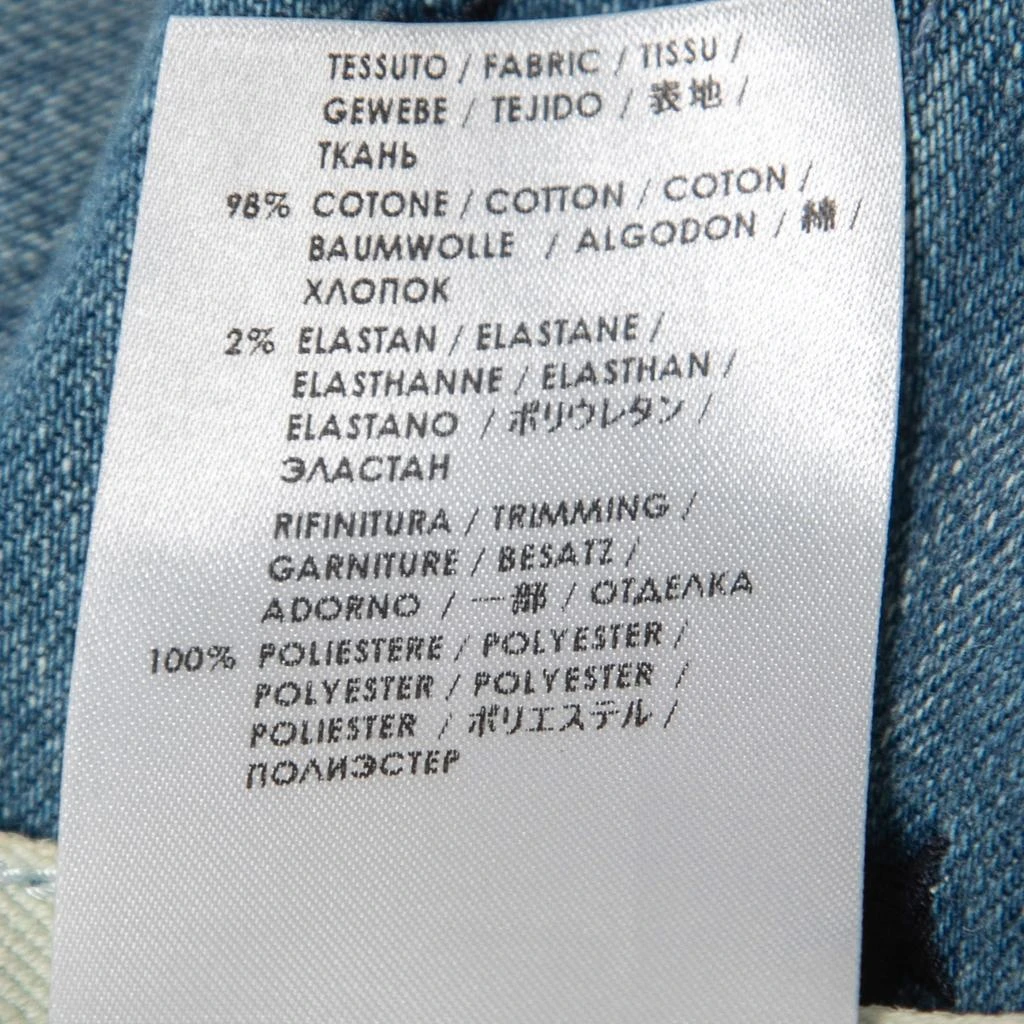 TESSUTO / FABRIC / TISSU /
GEWEBE / TEJIDO / 表地 /
ТКАНЬ
98% COTONE / COTTON / COTON /
BAUMWOLLE / ALGODON / 綿 /
ХЛОПОК
2% ELASTAN / ELASTANE /
ELASTHANNE / ELASTHAN /
ELASTANO / ポリウレタン /
ЭЛАСТАН
RIFINITURA / TRIMMING /
GARNITURE / BESATZ /
ADORNO / 一部 / ОТДЕЛКА
100% POLIESTERE / POLYESTER /
POLYESTER / POLYESTER /
POLIESTER / ポリエステル /
ПОЛИЭСТЕР